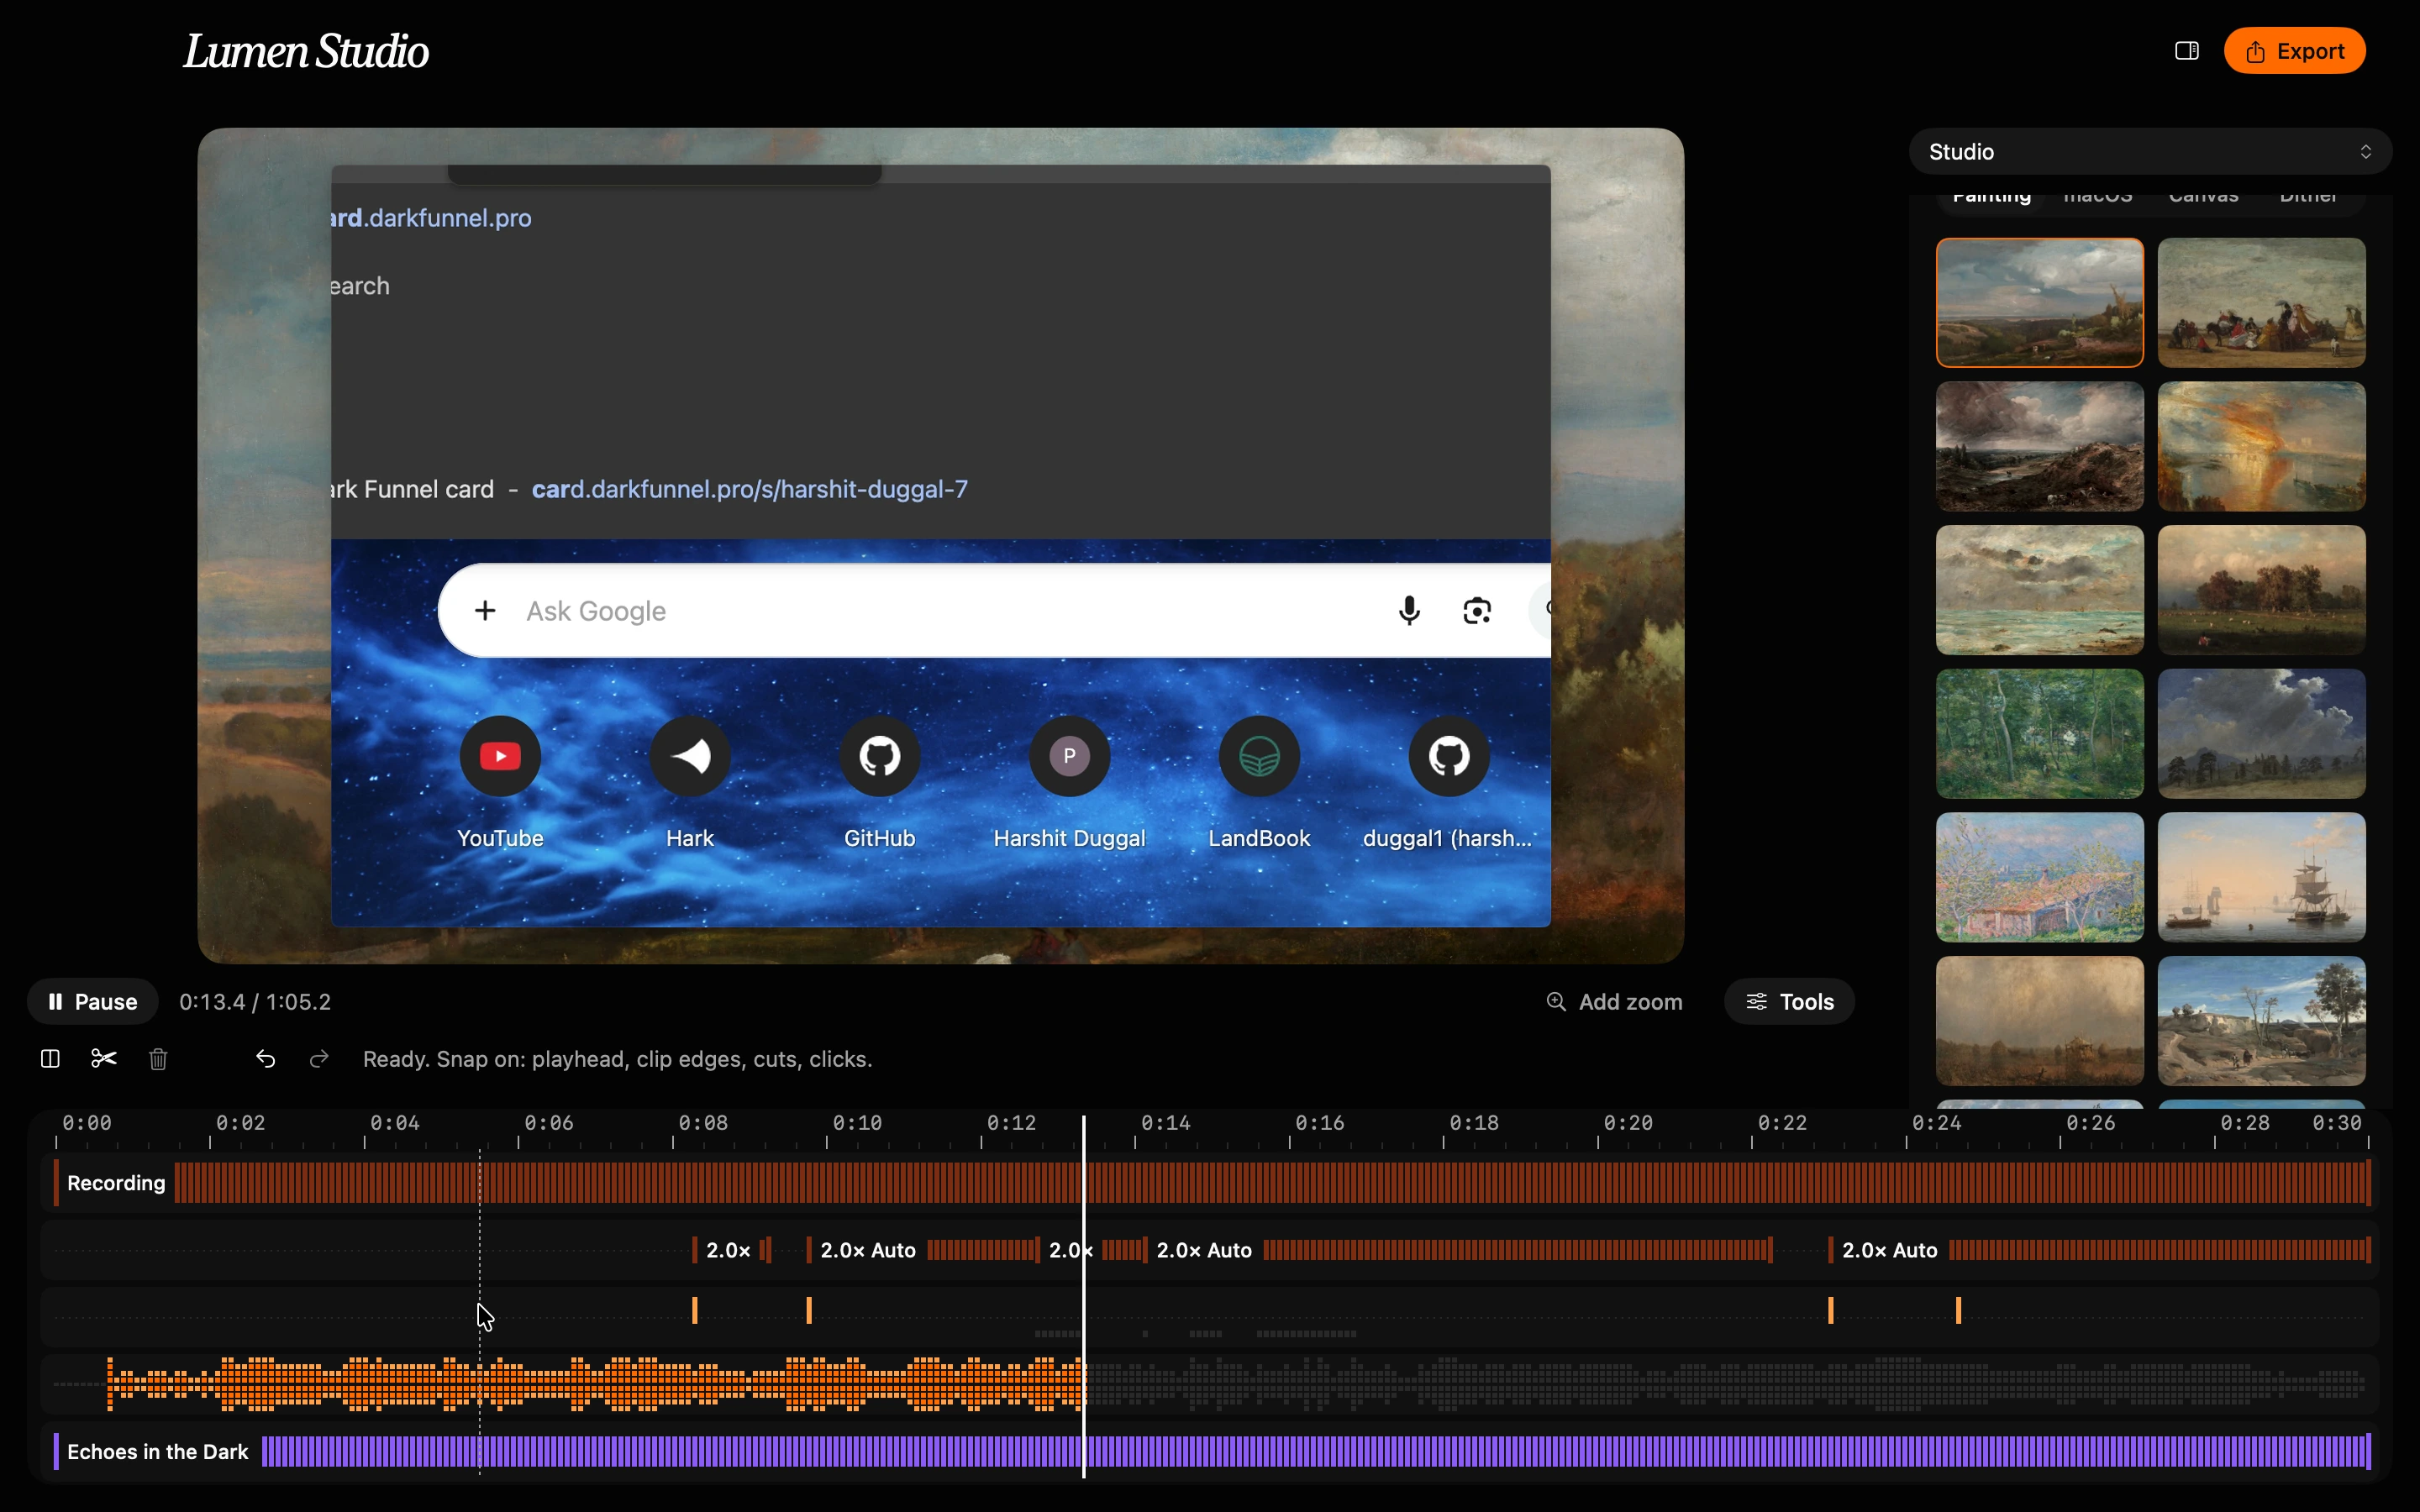 Lumen Studio
Export
Studio
Painting macOS Canvas Dither
ard.darkfunnel.pro
earch
ark Funnel card - card.darkfunnel.pro/s/harshit-duggal-7
Ask Google
P
YouTube Hark GitHub Harshit Duggal LandBook duggal1 (harsh...
Pause 0:13.4 / 1:05.2 Add zoom Tools
Ready. Snap on: playhead, clip edges, cuts, clicks.
0:00 0:02 0:04 0:06 0:08 0:10 0:12 0:14 0:16 0:18 0:20 0:22 0:24 0:26 0:28 0:30
Recording
2.0× 2.0× Auto 2.0× 2.0× Auto 2.0× Auto
Echoes in the Dark